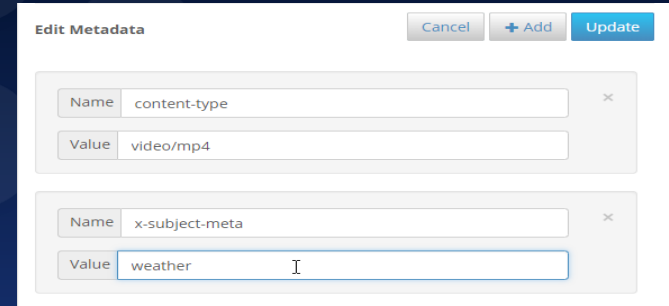 Edit Metadata
Cancel
+ Add
Update
Name content-type
×
Value video/mp4
Name x-subject-meta
×
Value weather